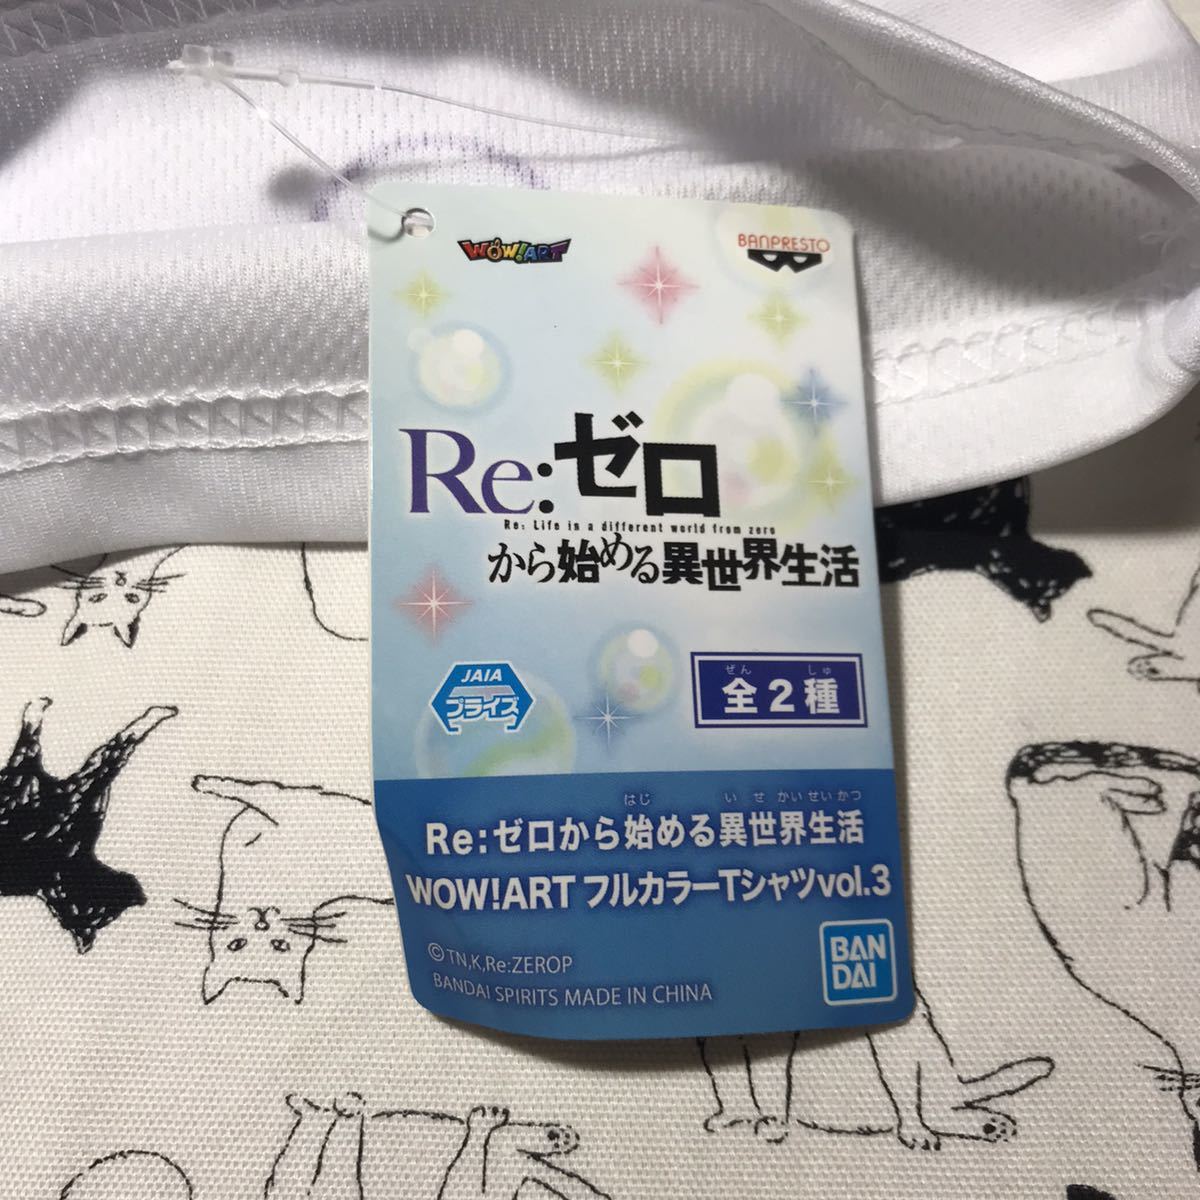 WOW!ART
BANPRESTO
Re:ゼロ
Re: Life in a different world from zero
から始める異世界生活
JAIA
プライズ
ぜん しゅ
全2種
はじ い せ かい せい かつ
Re:ゼロから始める異世界生活
WOW!ART フルカラーTシャツvol.3
©TN,K,Re:ZEROP
BANDAI SPIRITS MADE IN CHINA
BAN
DAI